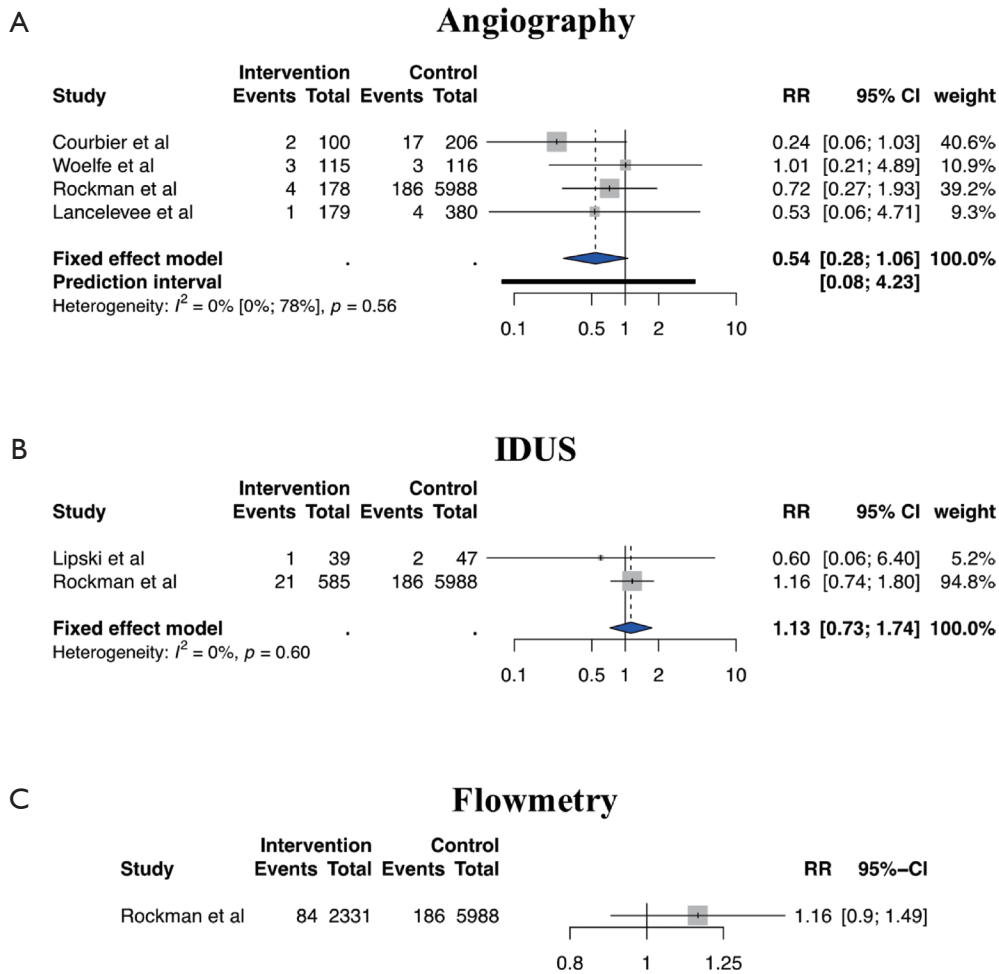 A
Angiography
Intervention Control
Study Events Total Events Total RR 95% CI weight
Courbier et al 2 100 17 206 0.24 [0.06; 1.03] 40.6%
Woelfe et al 3 115 3 116 1.01 [0.21; 4.89] 10.9%
Rockman et al 4 178 186 5988 0.72 [0.27; 1.93] 39.2%
Lancelevee et al 1 179 4 380 0.53 [0.06; 4.71] 9.3%
Fixed effect model . . 0.54 [0.28; 1.06] 100.0%
Prediction interval [0.08; 4.23]
Heterogeneity: I² = 0% [0%; 78%], p = 0.56
0.1 0.5 1 2 10
B
IDUS
Intervention Control
Study Events Total Events Total RR 95% CI weight
Lipski et al 1 39 2 47 0.60 [0.06; 6.40] 5.2%
Rockman et al 21 585 186 5988 1.16 [0.74; 1.80] 94.8%
Fixed effect model . . 1.13 [0.73; 1.74] 100.0%
Heterogeneity: I² = 0%, p = 0.60
0.1 0.5 1 2 10
C
Flowmetry
Intervention Control
Study Events Total Events Total RR 95%–CI
Rockman et al 84 2331 186 5988 1.16 [0.9; 1.49]
0.8 1 1.25